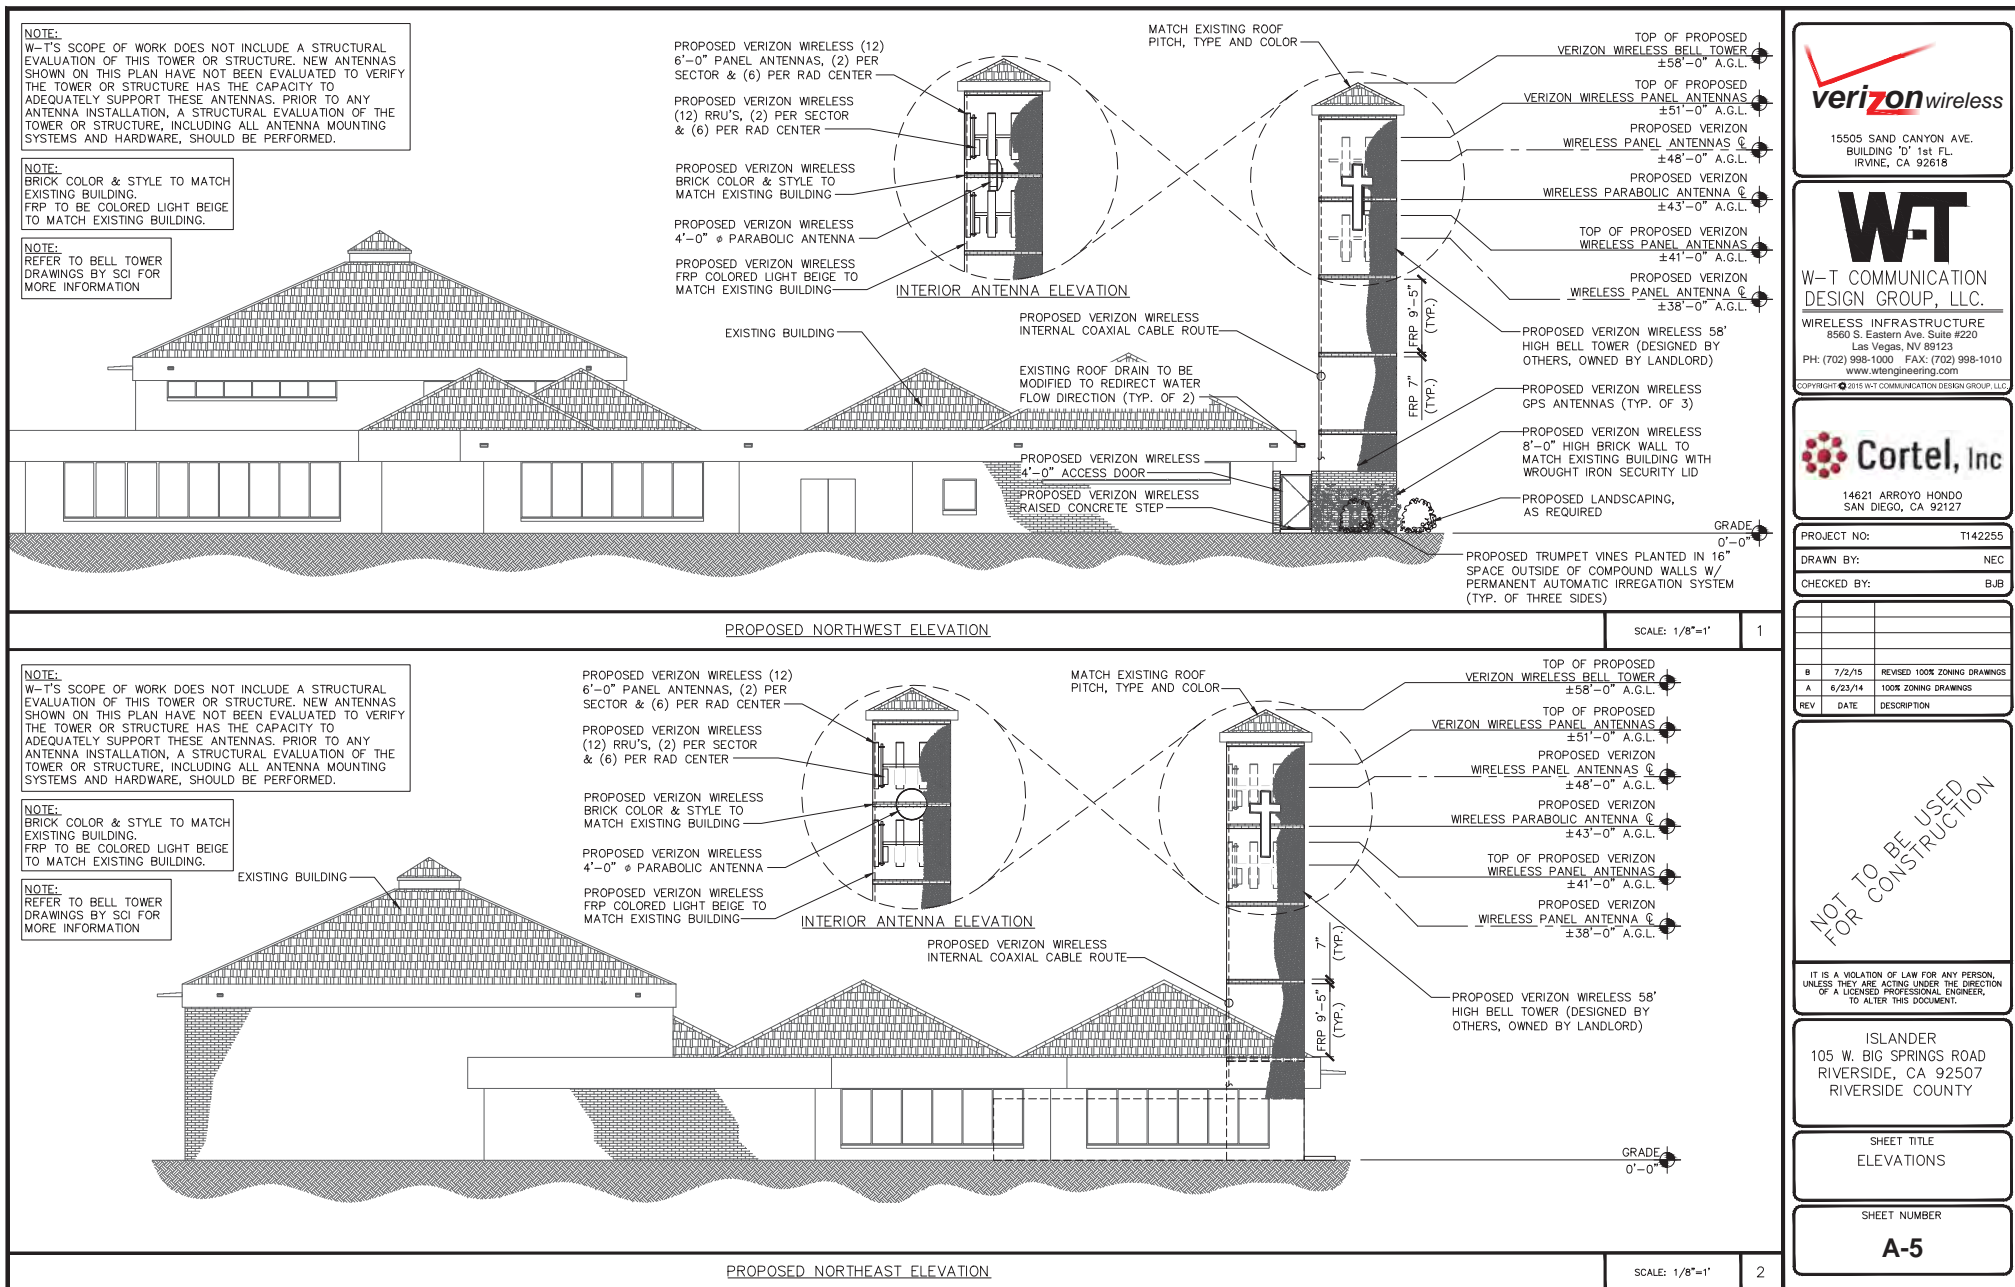 NOTE:
W-T'S SCOPE OF WORK DOES NOT INCLUDE A STRUCTURAL
EVALUATION OF THIS TOWER OR STRUCTURE. NEW ANTENNAS
SHOWN ON THIS PLAN HAVE NOT BEEN EVALUATED TO VERIFY
THE TOWER OR STRUCTURE HAS THE CAPACITY TO
ADEQUATELY SUPPORT THESE ANTENNAS. PRIOR TO ANY
ANTENNA INSTALLATION, A STRUCTURAL EVALUATION OF THE
TOWER OR STRUCTURE, INCLUDING ALL ANTENNA MOUNTING
SYSTEMS AND HARDWARE, SHOULD BE PERFORMED.
NOTE:
BRICK COLOR & STYLE TO MATCH
EXISTING BUILDING.
FRP TO BE COLORED LIGHT BEIGE
TO MATCH EXISTING BUILDING.
NOTE:
REFER TO BELL TOWER
DRAWINGS BY SCI FOR
MORE INFORMATION
PROPOSED VERIZON WIRELESS (12)
6'-0" PANEL ANTENNAS, (2) PER
SECTOR & (6) PER RAD CENTER
PROPOSED VERIZON WIRELESS
(12) RRU'S, (2) PER SECTOR
& (6) PER RAD CENTER
PROPOSED VERIZON WIRELESS
BRICK COLOR & STYLE TO
MATCH EXISTING BUILDING
PROPOSED VERIZON WIRELESS
4'-0" ø PARABOLIC ANTENNA
PROPOSED VERIZON WIRELESS
FRP COLORED LIGHT BEIGE TO
MATCH EXISTING BUILDING
INTERIOR ANTENNA ELEVATION
MATCH EXISTING ROOF
PITCH, TYPE AND COLOR
EXISTING BUILDING
PROPOSED VERIZON WIRELESS
INTERNAL COAXIAL CABLE ROUTE
EXISTING ROOF DRAIN TO BE
MODIFIED TO REDIRECT WATER
FLOW DIRECTION (TYP. OF 2)
PROPOSED VERIZON WIRELESS
4'-0" ACCESS DOOR
PROPOSED VERIZON WIRELESS
RAISED CONCRETE STEP
FRP 9'-5"
(TYP.)
FRP 7"
(TYP.)
TOP OF PROPOSED
VERIZON WIRELESS BELL TOWER
±58'-0" A.G.L.
TOP OF PROPOSED
VERIZON WIRELESS PANEL ANTENNAS
±51'-0" A.G.L.
PROPOSED VERIZON
WIRELESS PANEL ANTENNAS ℄
±48'-0" A.G.L.
PROPOSED VERIZON
WIRELESS PARABOLIC ANTENNA ℄
±43'-0" A.G.L.
TOP OF PROPOSED VERIZON
WIRELESS PANEL ANTENNAS
±41'-0" A.G.L.
PROPOSED VERIZON
WIRELESS PANEL ANTENNA ℄
±38'-0" A.G.L.
PROPOSED VERIZON WIRELESS 58'
HIGH BELL TOWER (DESIGNED BY
OTHERS, OWNED BY LANDLORD)
PROPOSED VERIZON WIRELESS
GPS ANTENNAS (TYP. OF 3)
PROPOSED VERIZON WIRELESS
8'-0" HIGH BRICK WALL TO
MATCH EXISTING BUILDING WITH
WROUGHT IRON SECURITY LID
PROPOSED LANDSCAPING,
AS REQUIRED
GRADE
0'-0"
PROPOSED TRUMPET VINES PLANTED IN 16"
SPACE OUTSIDE OF COMPOUND WALLS W/
PERMANENT AUTOMATIC IRREGATION SYSTEM
(TYP. OF THREE SIDES)
PROPOSED NORTHWEST ELEVATION
SCALE: 1/8"=1'
1
NOTE:
W-T'S SCOPE OF WORK DOES NOT INCLUDE A STRUCTURAL
EVALUATION OF THIS TOWER OR STRUCTURE. NEW ANTENNAS
SHOWN ON THIS PLAN HAVE NOT BEEN EVALUATED TO VERIFY
THE TOWER OR STRUCTURE HAS THE CAPACITY TO
ADEQUATELY SUPPORT THESE ANTENNAS. PRIOR TO ANY
ANTENNA INSTALLATION, A STRUCTURAL EVALUATION OF THE
TOWER OR STRUCTURE, INCLUDING ALL ANTENNA MOUNTING
SYSTEMS AND HARDWARE, SHOULD BE PERFORMED.
NOTE:
BRICK COLOR & STYLE TO MATCH
EXISTING BUILDING.
FRP TO BE COLORED LIGHT BEIGE
TO MATCH EXISTING BUILDING.
NOTE:
REFER TO BELL TOWER
DRAWINGS BY SCI FOR
MORE INFORMATION
EXISTING BUILDING
PROPOSED VERIZON WIRELESS (12)
6'-0" PANEL ANTENNAS, (2) PER
SECTOR & (6) PER RAD CENTER
PROPOSED VERIZON WIRELESS
(12) RRU'S, (2) PER SECTOR
& (6) PER RAD CENTER
PROPOSED VERIZON WIRELESS
BRICK COLOR & STYLE TO
MATCH EXISTING BUILDING
PROPOSED VERIZON WIRELESS
4'-0" ø PARABOLIC ANTENNA
PROPOSED VERIZON WIRELESS
FRP COLORED LIGHT BEIGE TO
MATCH EXISTING BUILDING
INTERIOR ANTENNA ELEVATION
MATCH EXISTING ROOF
PITCH, TYPE AND COLOR
PROPOSED VERIZON WIRELESS
INTERNAL COAXIAL CABLE ROUTE
7"
(TYP.)
FRP 9'-5"
(TYP.)
TOP OF PROPOSED
VERIZON WIRELESS BELL TOWER
±58'-0" A.G.L.
TOP OF PROPOSED
VERIZON WIRELESS PANEL ANTENNAS
±51'-0" A.G.L.
PROPOSED VERIZON
WIRELESS PANEL ANTENNAS ℄
±48'-0" A.G.L.
PROPOSED VERIZON
WIRELESS PARABOLIC ANTENNA ℄
±43'-0" A.G.L.
TOP OF PROPOSED VERIZON
WIRELESS PANEL ANTENNAS
±41'-0" A.G.L.
PROPOSED VERIZON
WIRELESS PANEL ANTENNA ℄
±38'-0" A.G.L.
PROPOSED VERIZON WIRELESS 58'
HIGH BELL TOWER (DESIGNED BY
OTHERS, OWNED BY LANDLORD)
GRADE
0'-0"
PROPOSED NORTHEAST ELEVATION
SCALE: 1/8"=1'
2
verizon wireless
15505 SAND CANYON AVE.
BUILDING 'D' 1st FL.
IRVINE, CA 92618
W-T
W-T COMMUNICATION
DESIGN GROUP, LLC.
WIRELESS INFRASTRUCTURE
8560 S. Eastern Ave. Suite #220
Las Vegas, NV 89123
PH: (702) 998-1000 FAX: (702) 998-1010
www.wtengineering.com
COPYRIGHT © 2015 W-T COMMUNICATION DESIGN GROUP, LLC.
Cortel, Inc
14621 ARROYO HONDO
SAN DIEGO, CA 92127
PROJECT NO: T142255
DRAWN BY: NEC
CHECKED BY: BJB
B 7/2/15 REVISED 100% ZONING DRAWINGS
A 6/23/14 100% ZONING DRAWINGS
REV DATE DESCRIPTION
NOT TO BE USED
FOR CONSTRUCTION
IT IS A VIOLATION OF LAW FOR ANY PERSON,
UNLESS THEY ARE ACTING UNDER THE DIRECTION
OF A LICENSED PROFESSIONAL ENGINEER,
TO ALTER THIS DOCUMENT.
ISLANDER
105 W. BIG SPRINGS ROAD
RIVERSIDE, CA 92507
RIVERSIDE COUNTY
SHEET TITLE
ELEVATIONS
SHEET NUMBER
A-5